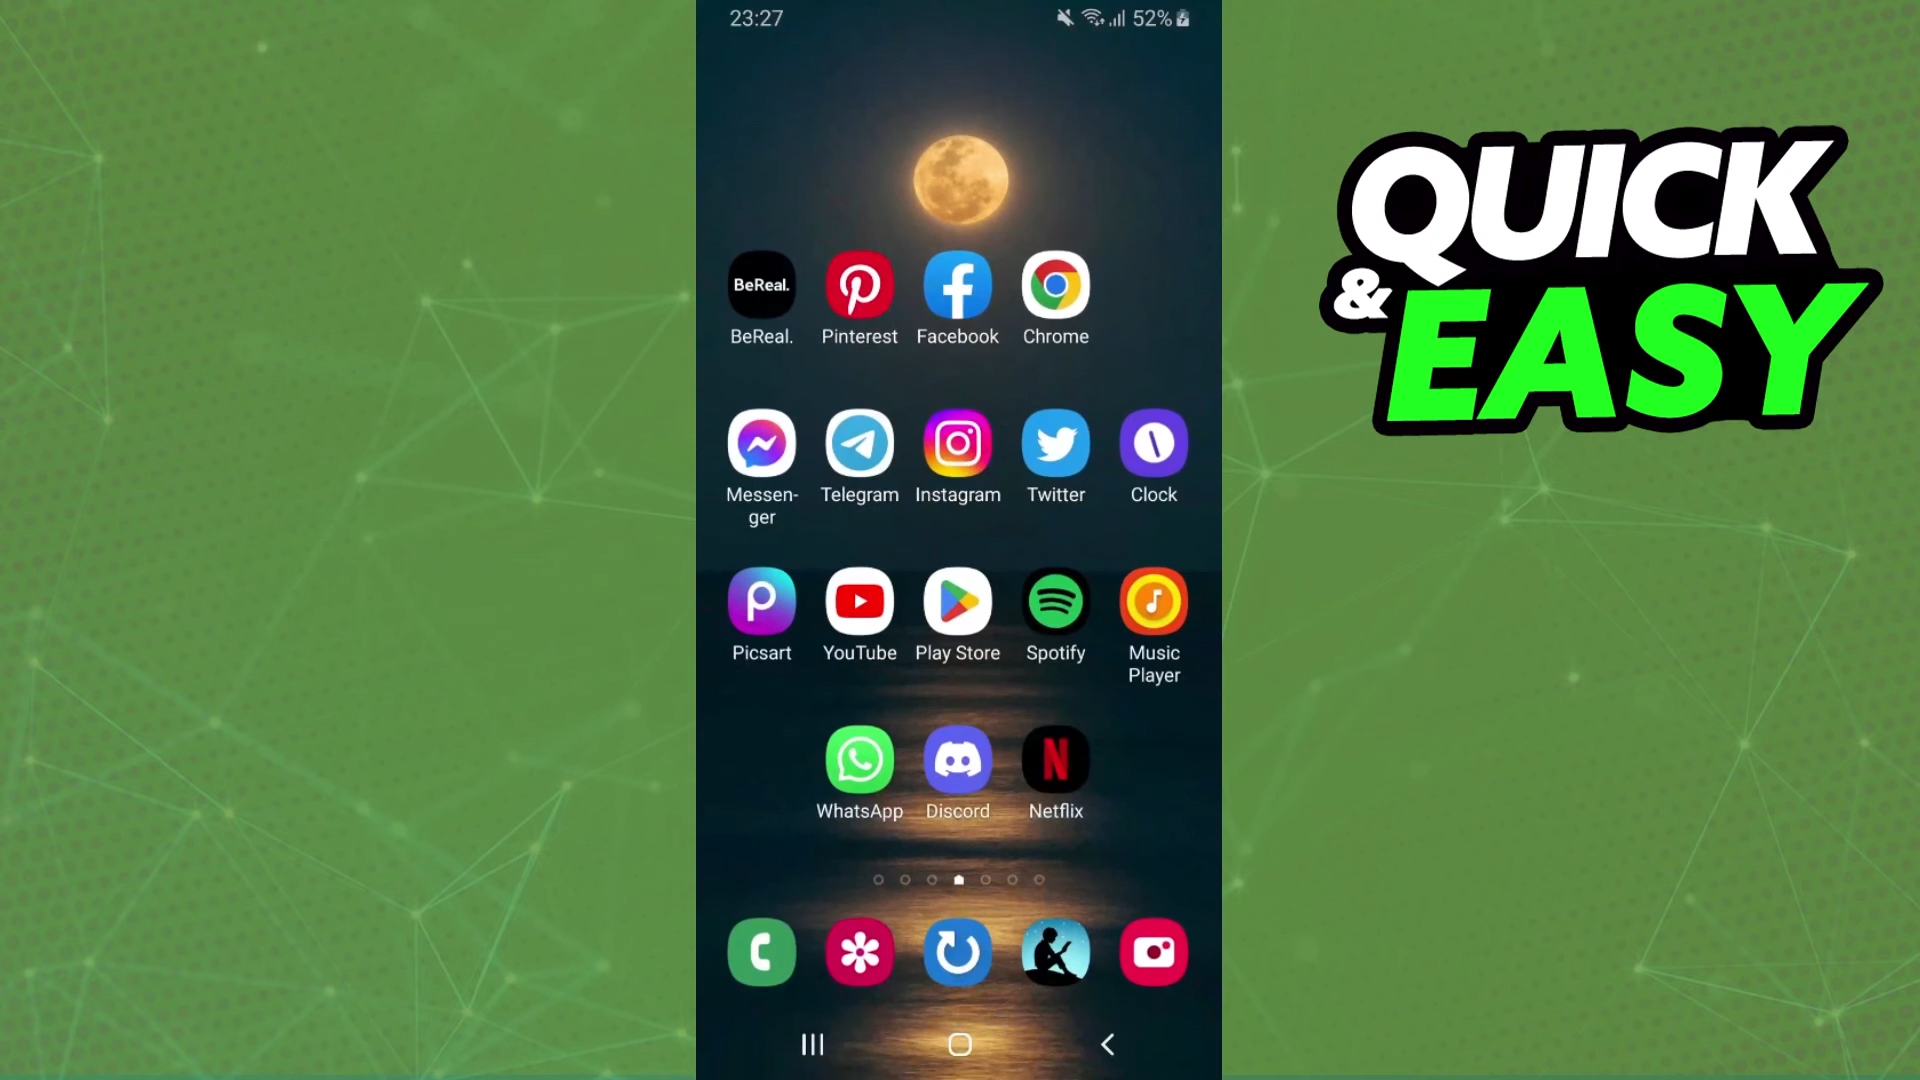 23:27
52%
QUICK
& EASY
BeReal.
BeReal.
Pinterest
Facebook
Chrome
Messen-
ger
Telegram
Instagram
Twitter
Clock
Picsart
YouTube
Play Store
Spotify
Music
Player
WhatsApp
Discord
Netflix